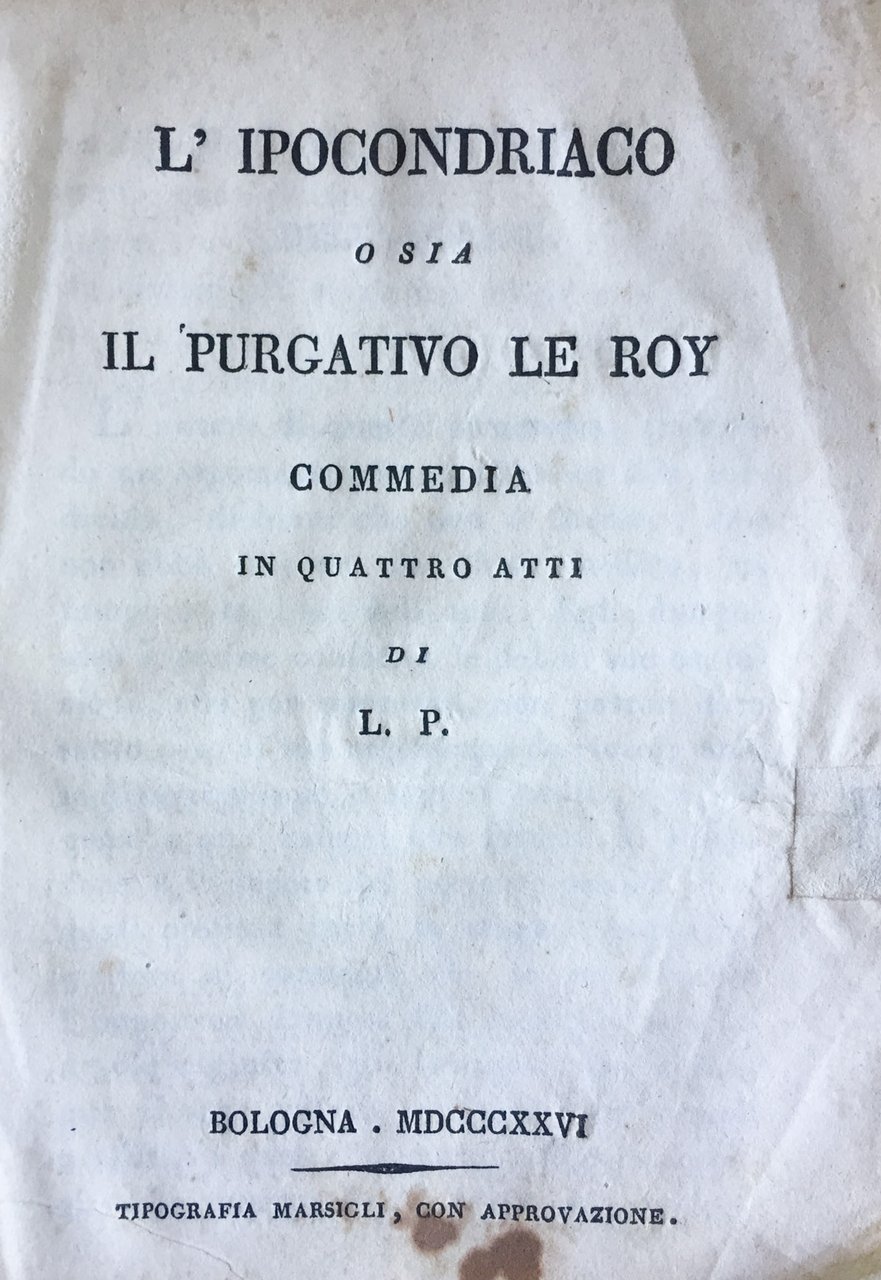 L' IPOCONDRIACO
O SIA
IL PURGATIVO LE ROY
COMMEDIA
IN QUATTRO ATTI
DI
L. P.
BOLOGNA . MDCCCXXVI
TIPOGRAFIA MARSIGLI, CON APPROVAZIONE.